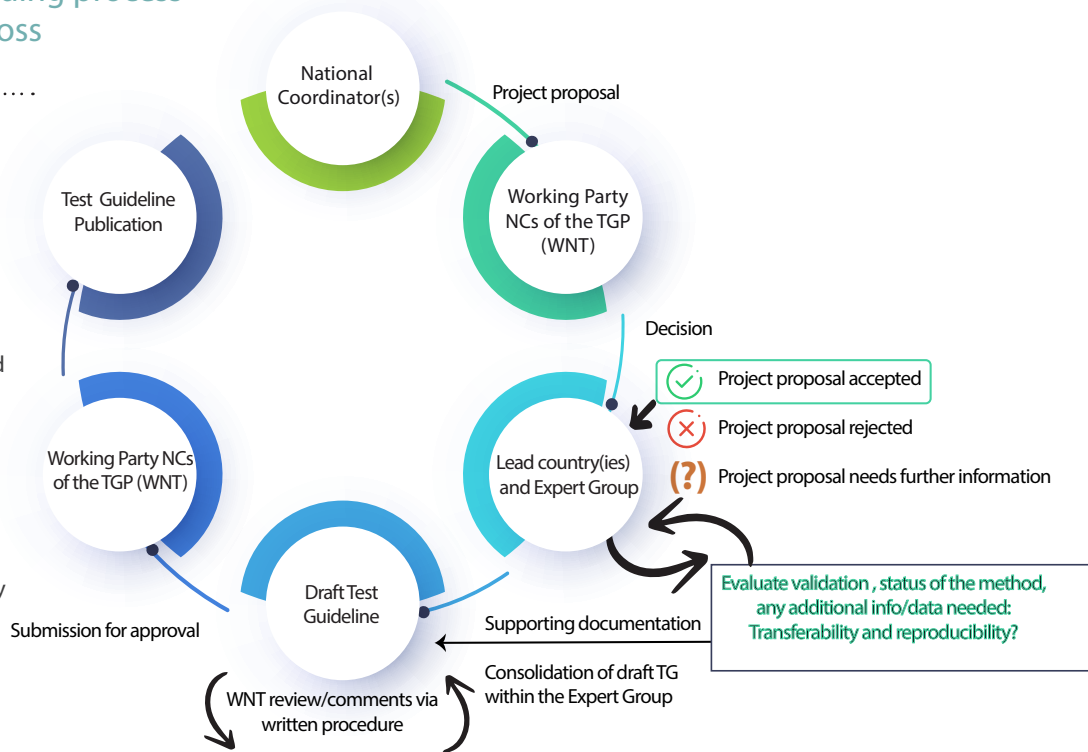 ding process
oss
....
National
Coordinator(s)
Project proposal
Working Party
NCs of the TGP
(WNT)
Test Guideline
Publication
Decision
Project proposal accepted
Project proposal rejected
(?) Project proposal needs further information
d
Lead country(ies)
and Expert Group
Working Party NCs
of the TGP (WNT)
Evaluate validation , status of the method,
any additional info/data needed:
Transferability and reproducibility?
Draft Test
Guideline
y
Submission for approval
Supporting documentation
Consolidation of draft TG
within the Expert Group
WNT review/comments via
written procedure